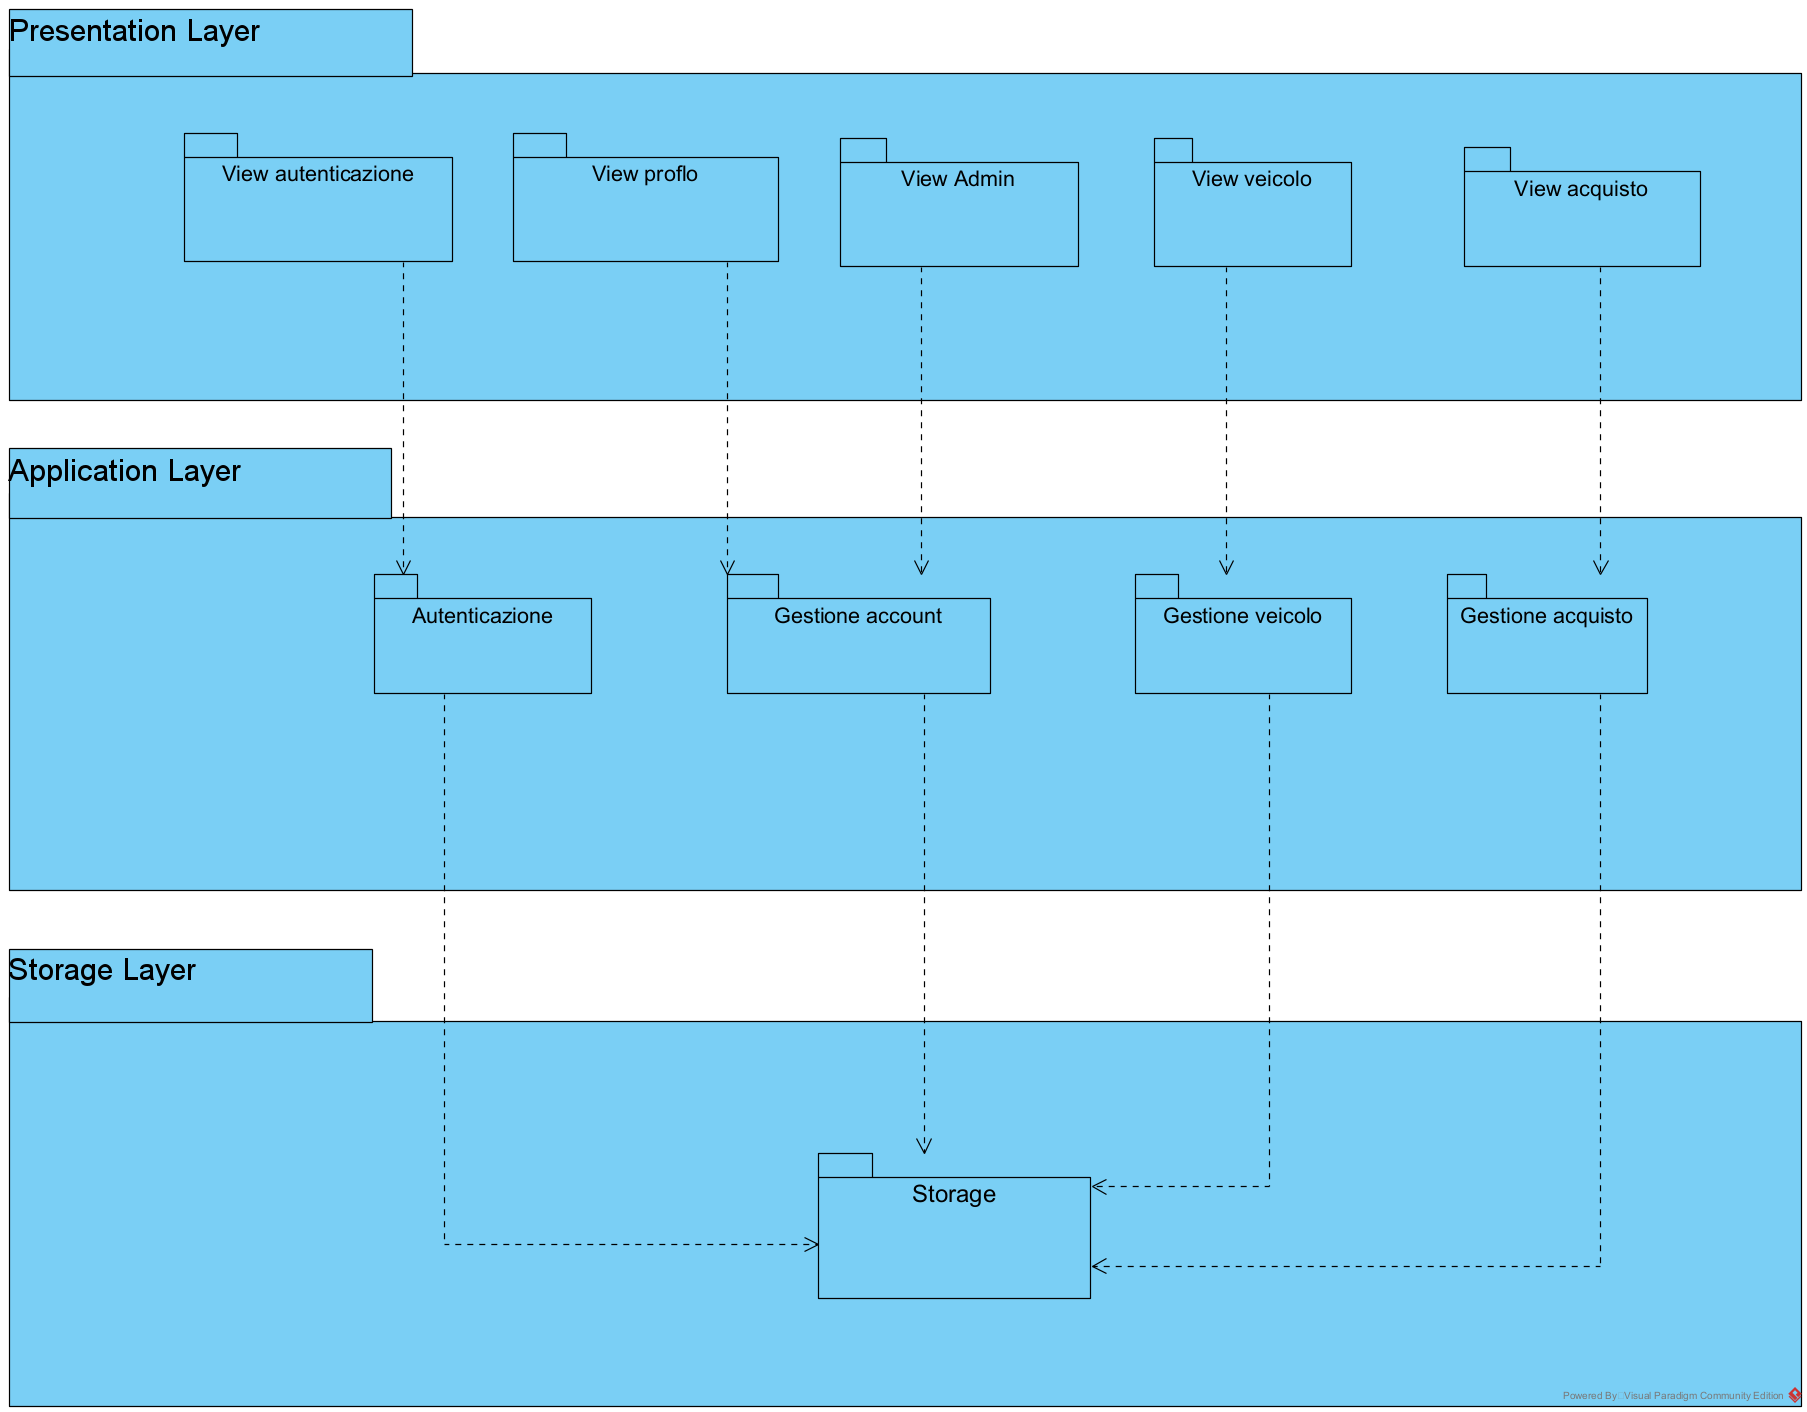 Presentation Layer
View autenticazione
View proflo
View Admin
View veicolo
View acquisto
Application Layer
Autenticazione
Gestione account
Gestione veicolo
Gestione acquisto
Storage Layer
Storage
Powered By Visual Paradigm Community Edition